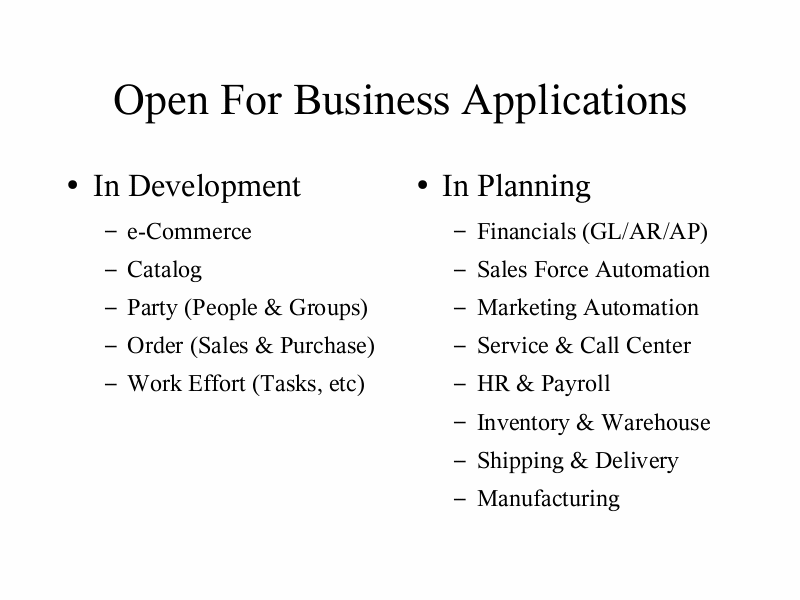 Open For Business Applications
• In Development
– e-Commerce
– Catalog
– Party (People & Groups)
– Order (Sales & Purchase)
– Work Effort (Tasks, etc)
• In Planning
– Financials (GL/AR/AP)
– Sales Force Automation
– Marketing Automation
– Service & Call Center
– HR & Payroll
– Inventory & Warehouse
– Shipping & Delivery
– Manufacturing